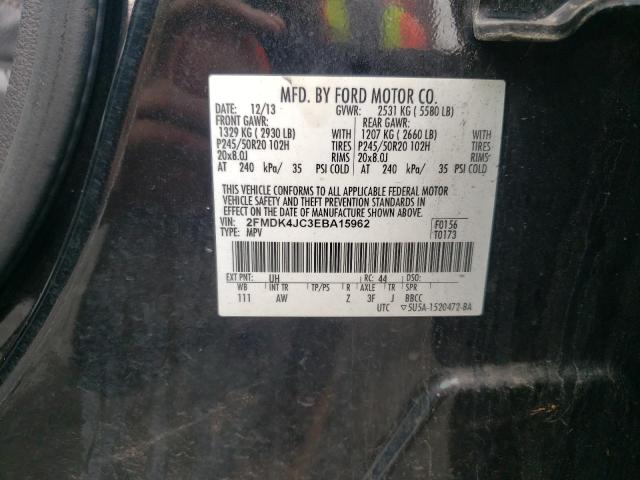 MFD. BY FORD MOTOR CO.
DATE: 12/13 GVWR: 2531 KG ( 5580 LB)
FRONT GAWR: REAR GAWR:
1329 KG ( 2930 LB) WITH 1207 KG ( 2660 LB) WITH
P245/50R20 102H TIRES P245/50R20 102H TIRES
20x8.0J RIMS 20x8.0J RIMS
AT 240 kPa/ 35 PSI COLD AT 240 kPa/ 35 PSI COLD
THIS VEHICLE CONFORMS TO ALL APPLICABLE FEDERAL MOTOR
VEHICLE SAFETY AND THEFT PREVENTION STANDARDS IN
EFFECT ON THE DATE OF MANUFACTURE SHOWN ABOVE.
VIN: 2FMDK4JC3EBA15962 F0156
TYPE: MPV T0173
EXT PNT: UH RC: 44 DSO:
WB INT TR TP/PS R AXLE TR SPR
111 AW Z 3F J BBCC
UTC ▽5U5A-1520472-BA